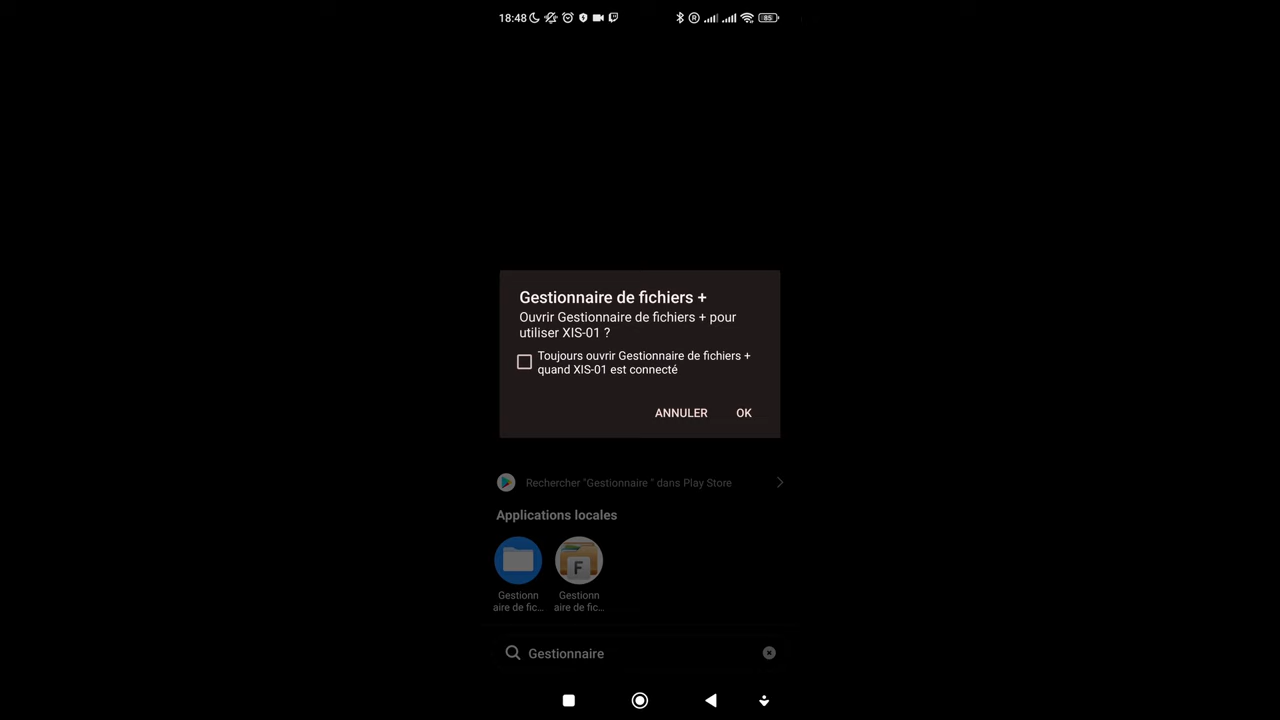 18:48
85
Gestionnaire de fichiers +
Ouvrir Gestionnaire de fichiers + pour
utiliser XIS-01 ?
Toujours ouvrir Gestionnaire de fichiers +
quand XIS-01 est connecté
ANNULER OK
Rechercher "Gestionnaire " dans Play Store
Applications locales
F
Gestionn
aire de fic...
Gestionn
aire de fic...
Gestionnaire